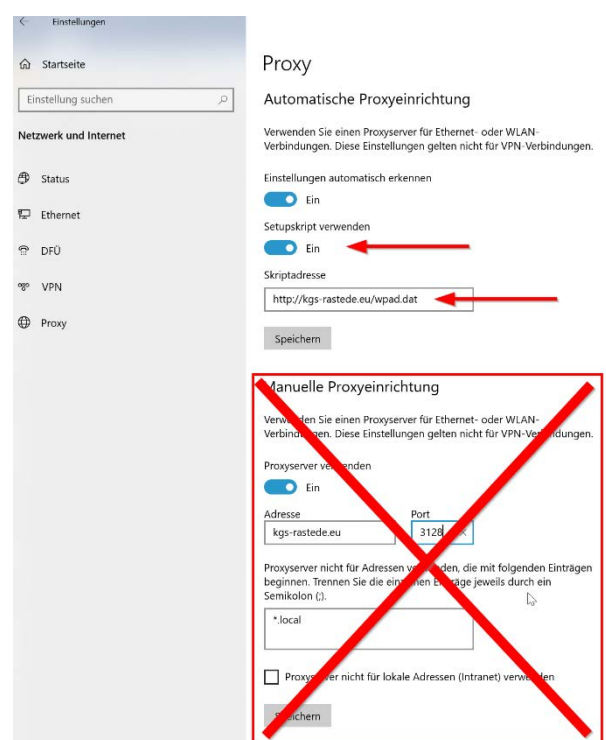 Einstellungen
Startseite
Einstellung suchen
Netzwerk und Internet
Status
Ethernet
DFÜ
VPN
Proxy
Proxy
Automatische Proxyeinrichtung
Verwenden Sie einen Proxyserver für Ethernet- oder WLAN-
Verbindungen. Diese Einstellungen gelten nicht für VPN-Verbindungen.
Einstellungen automatisch erkennen
Ein
Setupskript verwenden
Ein
Skriptadresse
http://kgs-rastede.eu/wpad.dat
Speichern
Manuelle Proxyeinrichtung
Verwenden Sie einen Proxyserver für Ethernet- oder WLAN-
Verbindungen. Diese Einstellungen gelten nicht für VPN-Verbindungen.
Proxyserver verwenden
Ein
Adresse Port
kgs-rastede.eu 3128
Proxyserver nicht für Adressen verwenden, die mit folgenden Einträgen
beginnen. Trennen Sie die einzelnen Einträge jeweils durch ein
Semikolon (;).
*.local
Proxyserver nicht für lokale Adressen (Intranet) verwenden
Speichern